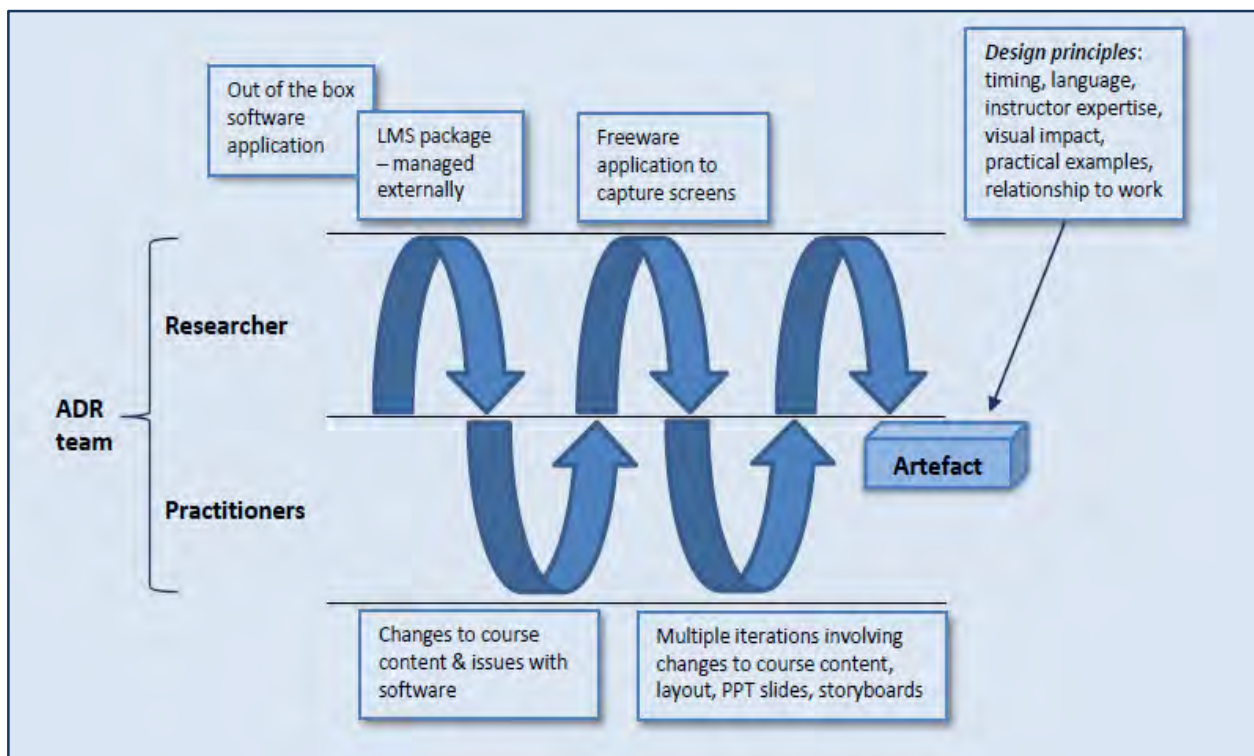 Out of the box
software
application
LMS package
– managed
externally
Freeware
application to
capture screens
Design principles:
timing, language,
instructor expertise,
visual impact,
practical examples,
relationship to work
Researcher
ADR
team
Practitioners
Artefact
Changes to course
content & issues with
software
Multiple iterations involving
changes to course content,
layout, PPT slides, storyboards